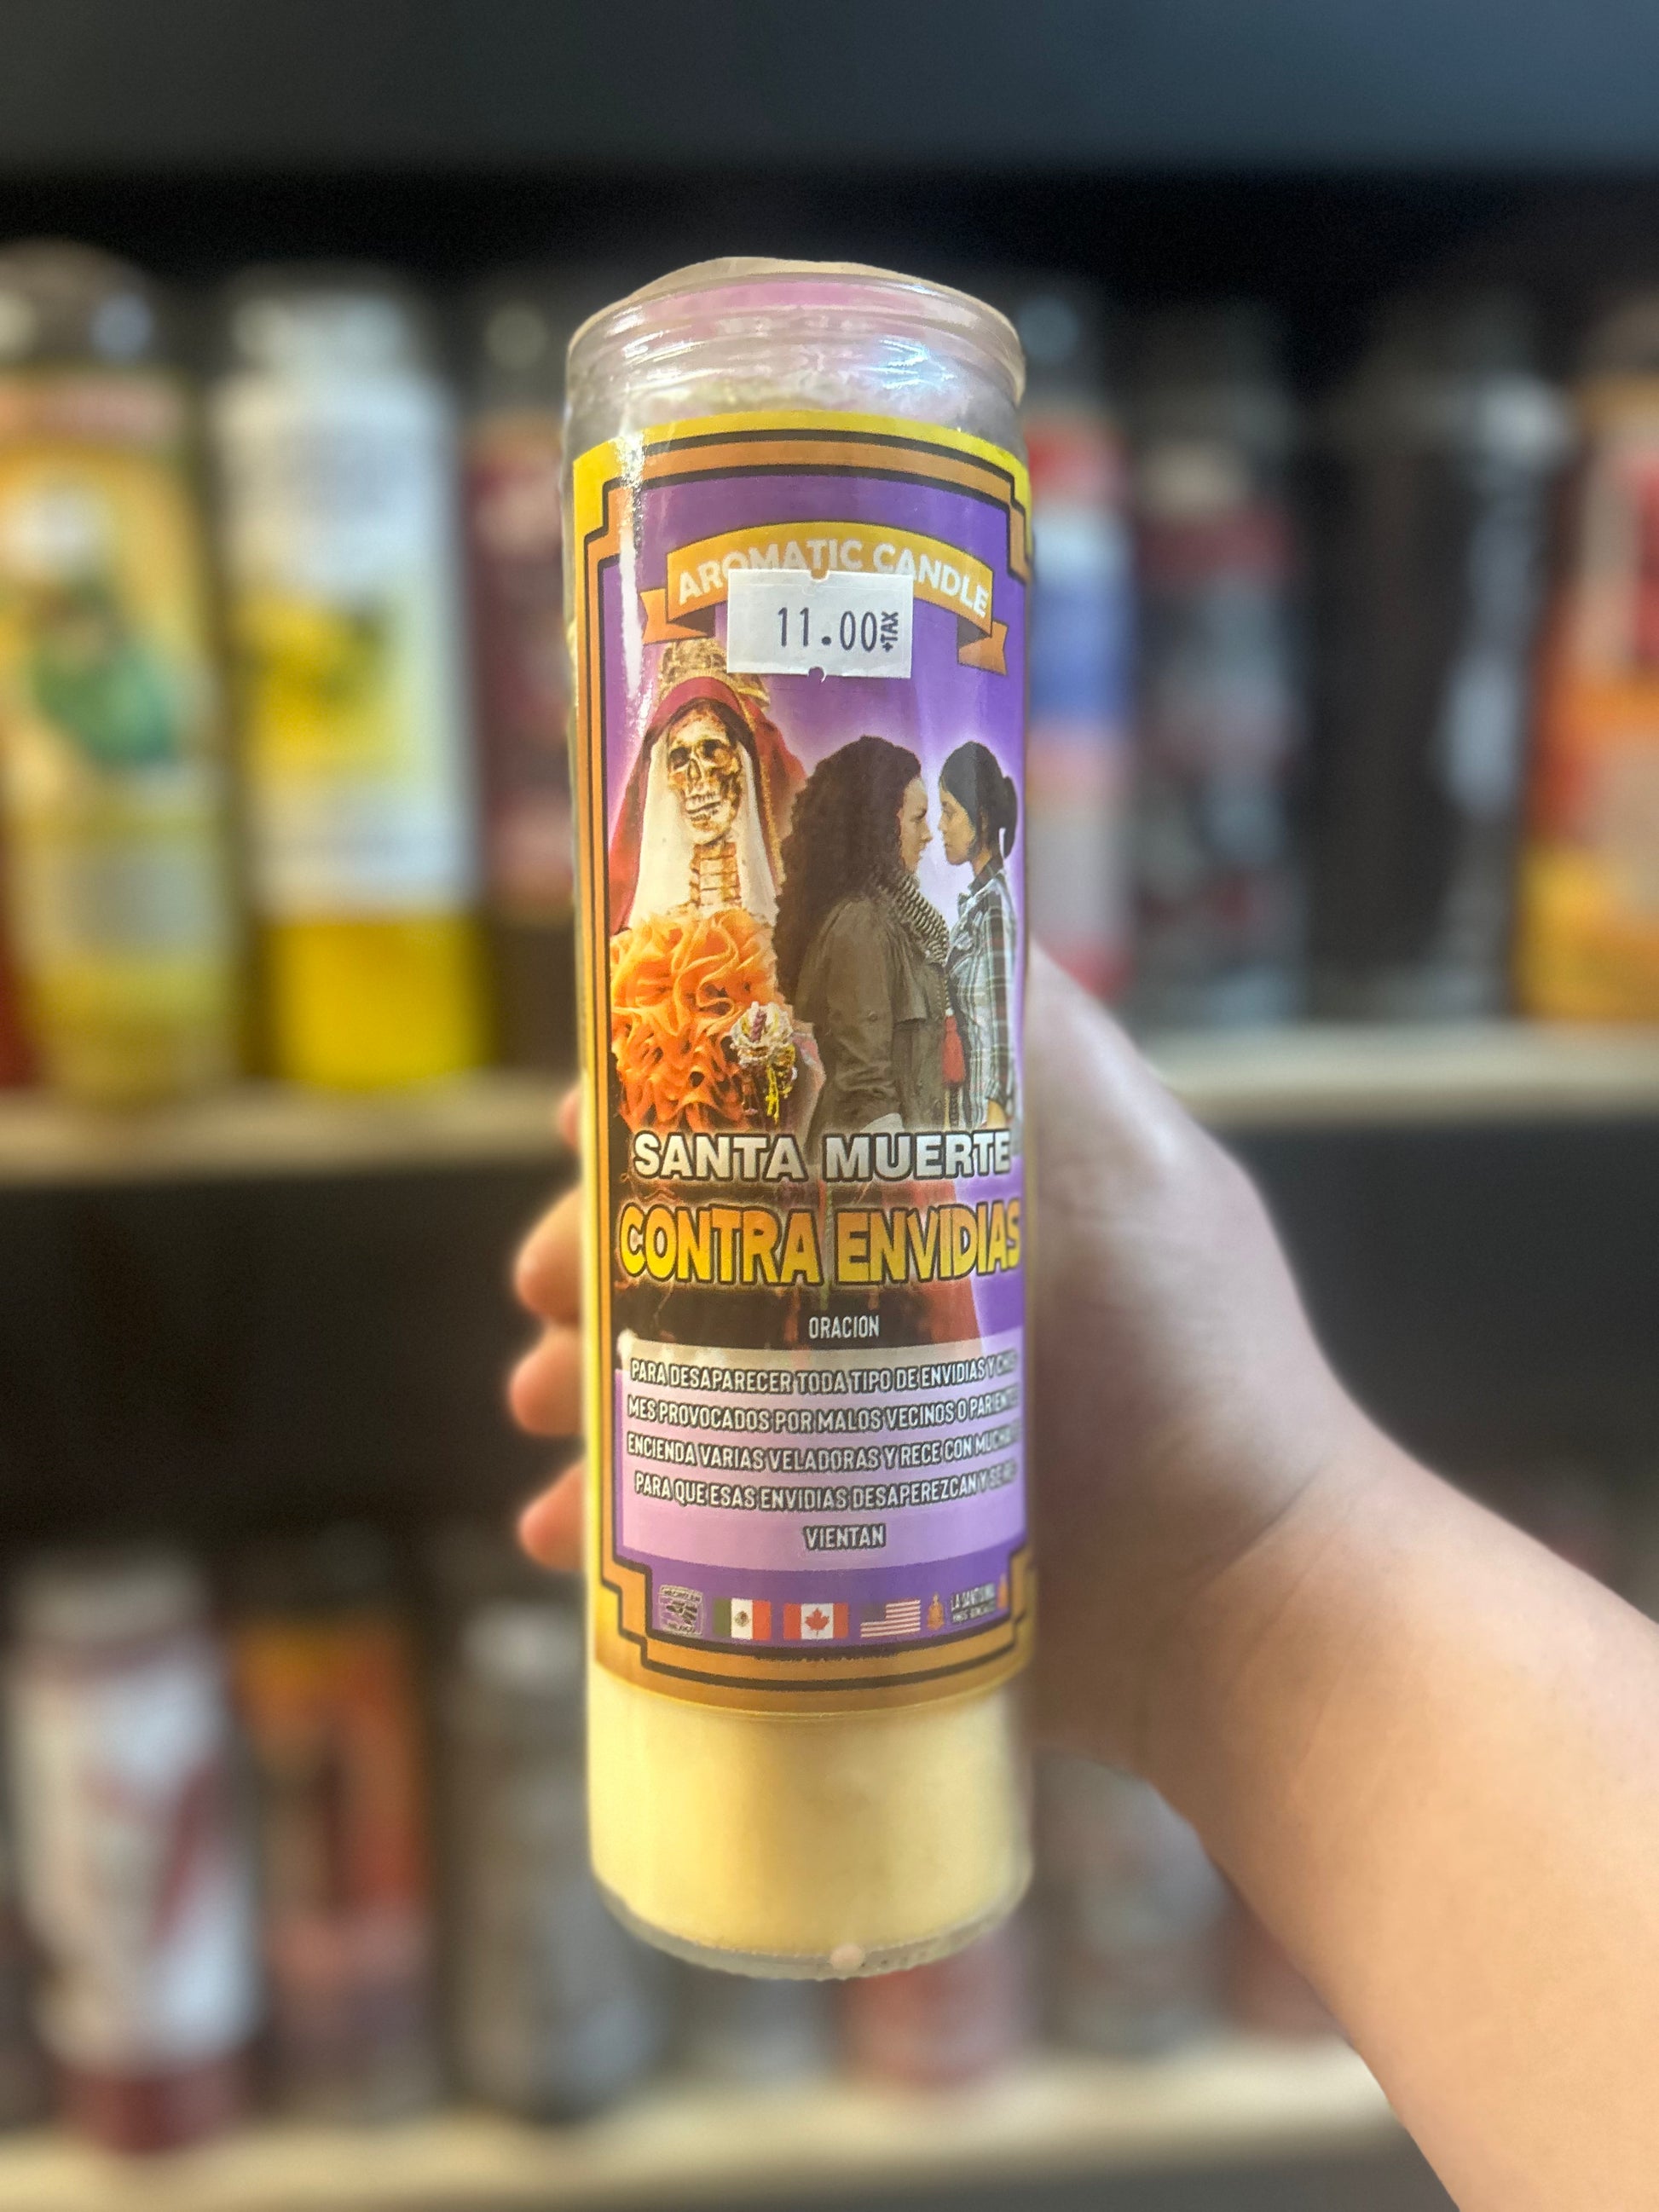 AROMATIC CANDLE
11.00 +TAX
SANTA MUERTE
CONTRA ENVIDIAS
ORACION
PARA DESAPARECER TODA TIPO DE ENVIDIAS Y
MES PROVOCADOS POR MALOS VECINOS O
ENCIENDA VARIAS VELADORAS Y RECE CON
PARA QUE ESAS ENVIDIAS DESAPEREZCAN Y
VIENTAN